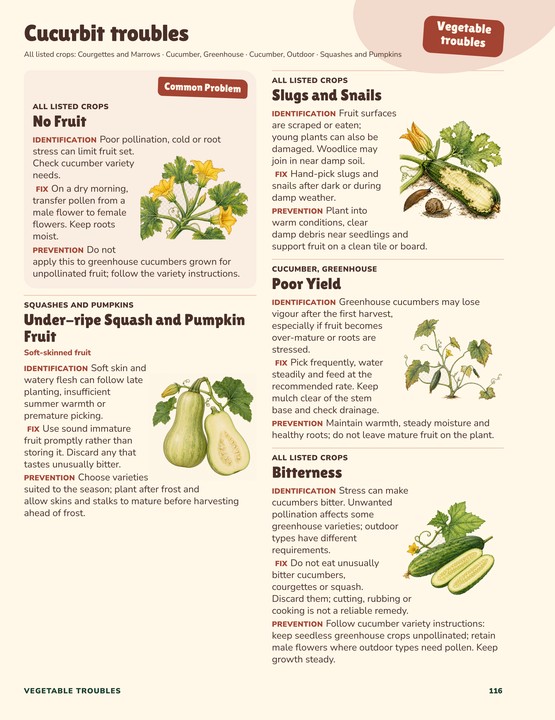 Cucurbit troubles
Vegetable
troubles
All listed crops: Courgettes and Marrows · Cucumber, Greenhouse · Cucumber, Outdoor · Squashes and Pumpkins
Common Problem
ALL LISTED CROPS
No Fruit
IDENTIFICATION Poor pollination, cold or root
stress can limit fruit set.
Check cucumber variety
needs.
FIX On a dry morning,
transfer pollen from a
male flower to female
flowers. Keep roots
moist.
PREVENTION Do not
apply this to greenhouse cucumbers grown for
unpollinated fruit; follow the variety instructions.
SQUASHES AND PUMPKINS
Under-ripe Squash and Pumpkin
Fruit
Soft-skinned fruit
IDENTIFICATION Soft skin and
watery flesh can follow late
planting, insufficient
summer warmth or
premature picking.
FIX Use sound immature
fruit promptly rather than
storing it. Discard any that
tastes unusually bitter.
PREVENTION Choose varieties
suited to the season; plant after frost and
allow skins and stalks to mature before harvesting
ahead of frost.
ALL LISTED CROPS
Slugs and Snails
IDENTIFICATION Fruit surfaces
are scraped or eaten;
young plants can also be
damaged. Woodlice may
join in near damp soil.
FIX Hand-pick slugs and
snails after dark or during
damp weather.
PREVENTION Plant into
warm conditions, clear
damp debris near seedlings and
support fruit on a clean tile or board.
CUCUMBER, GREENHOUSE
Poor Yield
IDENTIFICATION Greenhouse cucumbers may lose
vigour after the first harvest,
especially if fruit becomes
over-mature or roots are
stressed.
FIX Pick frequently, water
steadily and feed at the
recommended rate. Keep
mulch clear of the stem
base and check drainage.
PREVENTION Maintain warmth, steady moisture and
healthy roots; do not leave mature fruit on the plant.
ALL LISTED CROPS
Bitterness
IDENTIFICATION Stress can make
cucumbers bitter. Unwanted
pollination affects some
greenhouse varieties; outdoor
types have different
requirements.
FIX Do not eat unusually
bitter cucumbers,
courgettes or squash.
Discard them; cutting, rubbing or
cooking is not a reliable remedy.
PREVENTION Follow cucumber variety instructions:
keep seedless greenhouse crops unpollinated; retain
male flowers where outdoor types need pollen. Keep
growth steady.
VEGETABLE TROUBLES
116